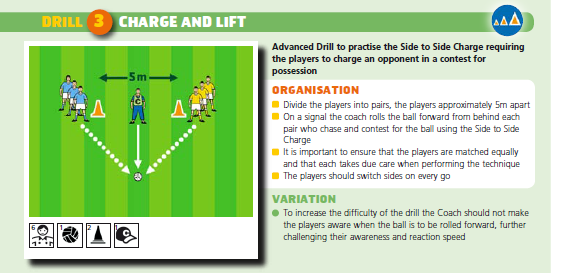 DRILL 3 CHARGE AND LIFT
5m
C
6
1
2
Advanced Drill to practise the Side to Side Charge requiring
the players to charge an opponent in a contest for
possession
ORGANISATION
Divide the players into pairs, the players approximately 5m apart
On a signal the coach rolls the ball forward from behind each
pair who chase and contest for the ball using the Side to Side
Charge
It is important to ensure that the players are matched equally
and that each takes due care when performing the technique
The players should switch sides on every go
VARIATION
To increase the difficulty of the drill the Coach should not make
the players aware when the ball is to be rolled forward, further
challenging their awareness and reaction speed